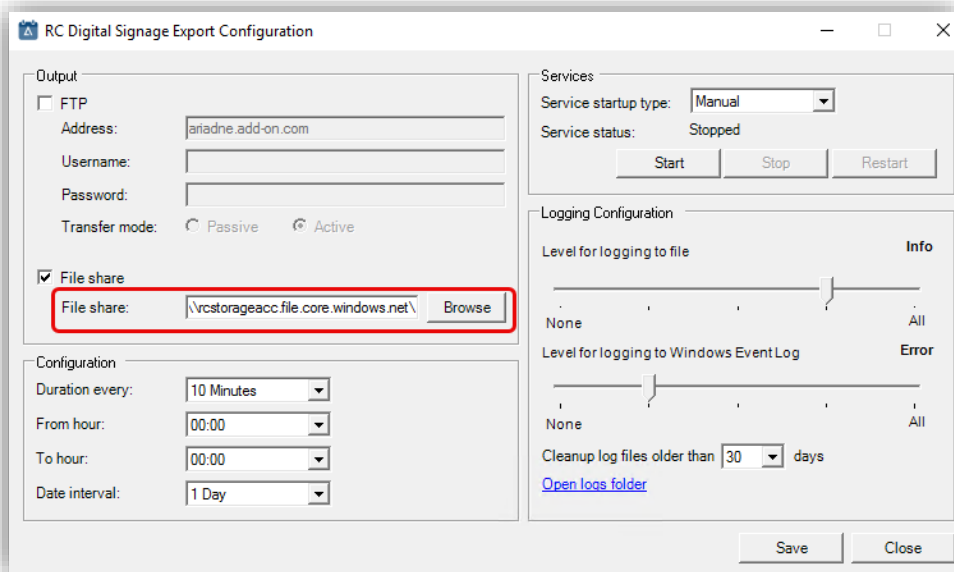 RC Digital Signage Export Configuration
Output
FTP
Address: ariadne.add-on.com
Username:
Password:
Transfer mode: Passive Active
File share
File share: \\rcstorageacc.file.core.windows.net\ Browse
Configuration
Duration every: 10 Minutes
From hour: 00:00
To hour: 00:00
Date interval: 1 Day
Services
Service startup type: Manual
Service status: Stopped
Start Stop Restart
Logging Configuration
Level for logging to file Info
None All
Level for logging to Windows Event Log Error
None All
Cleanup log files older than 30 days
Open logs folder
Save Close